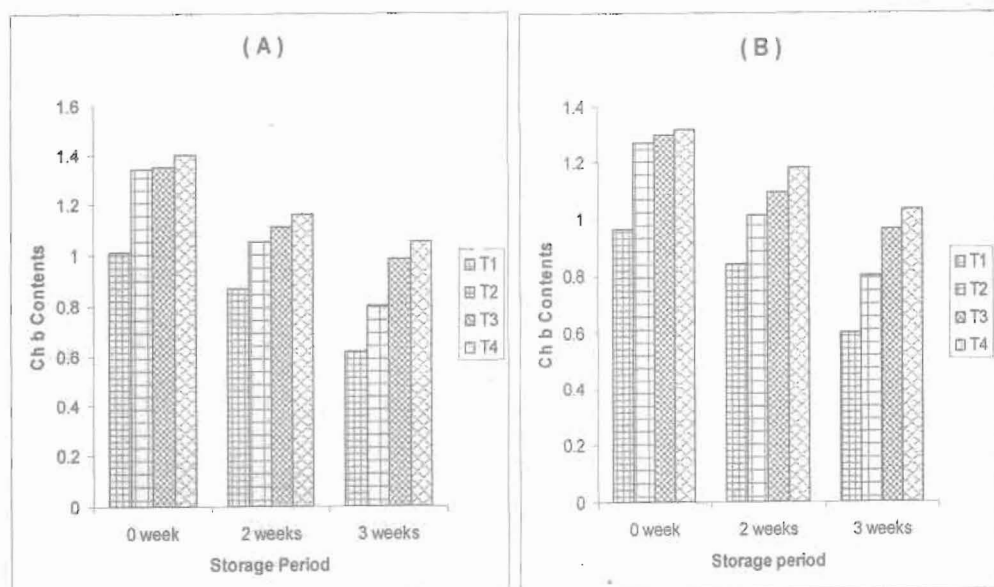 ( A )
1.6
1.4
1.2
1
0.8
0.6
0.4
0.2
0
Ch b Contents
0 week 2 weeks 3 weeks
Storage Period
T1
T2
T3
T4
( B )
1.4
1.2
1
0.8
0.6
0.4
0.2
0
Ch b Contents
0 week 2 weeks 3 weeks
Storage period
T1
T2
T3
T4